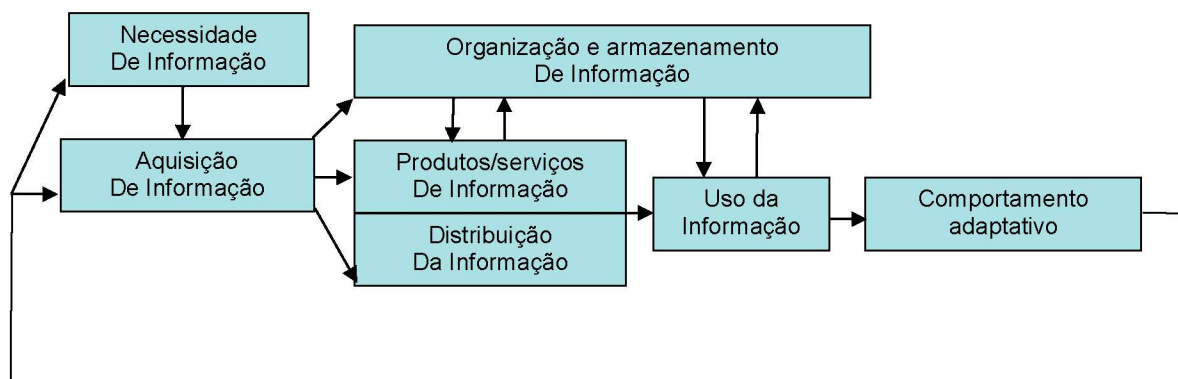 Necessidade
De Informação
Organização e armazenamento
De Informação
Aquisição
De Informação
Produtos/serviços
De Informação
Distribuição
Da Informação
Uso da
Informação
Comportamento
adaptativo